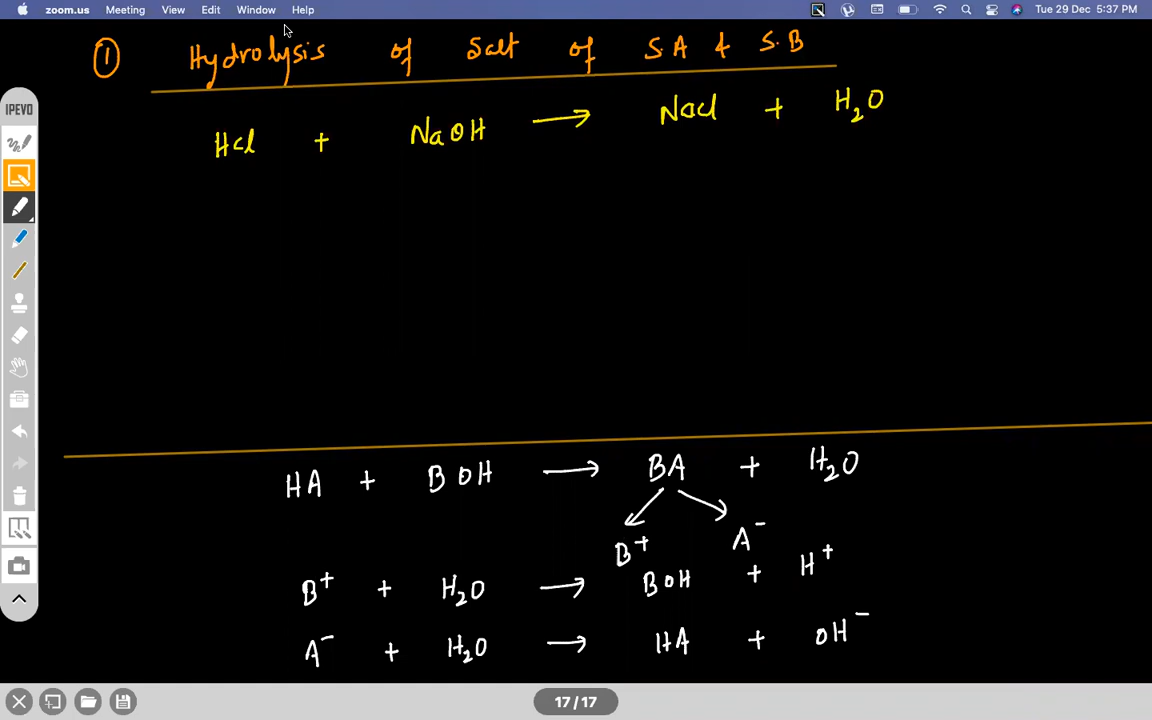 zoom.us Meeting View Edit Window Help Tue 29 Dec 5:37 PM
① Hydrolysis of Salt of S.A & S.B
IPEVO
HCl + NaOH → NaCl + H₂O
HA + BOH → BA + H₂O
B⁺ A⁻
B⁺ + H₂O → BOH + H⁺
A⁻ + H₂O → HA + OH⁻
17/17